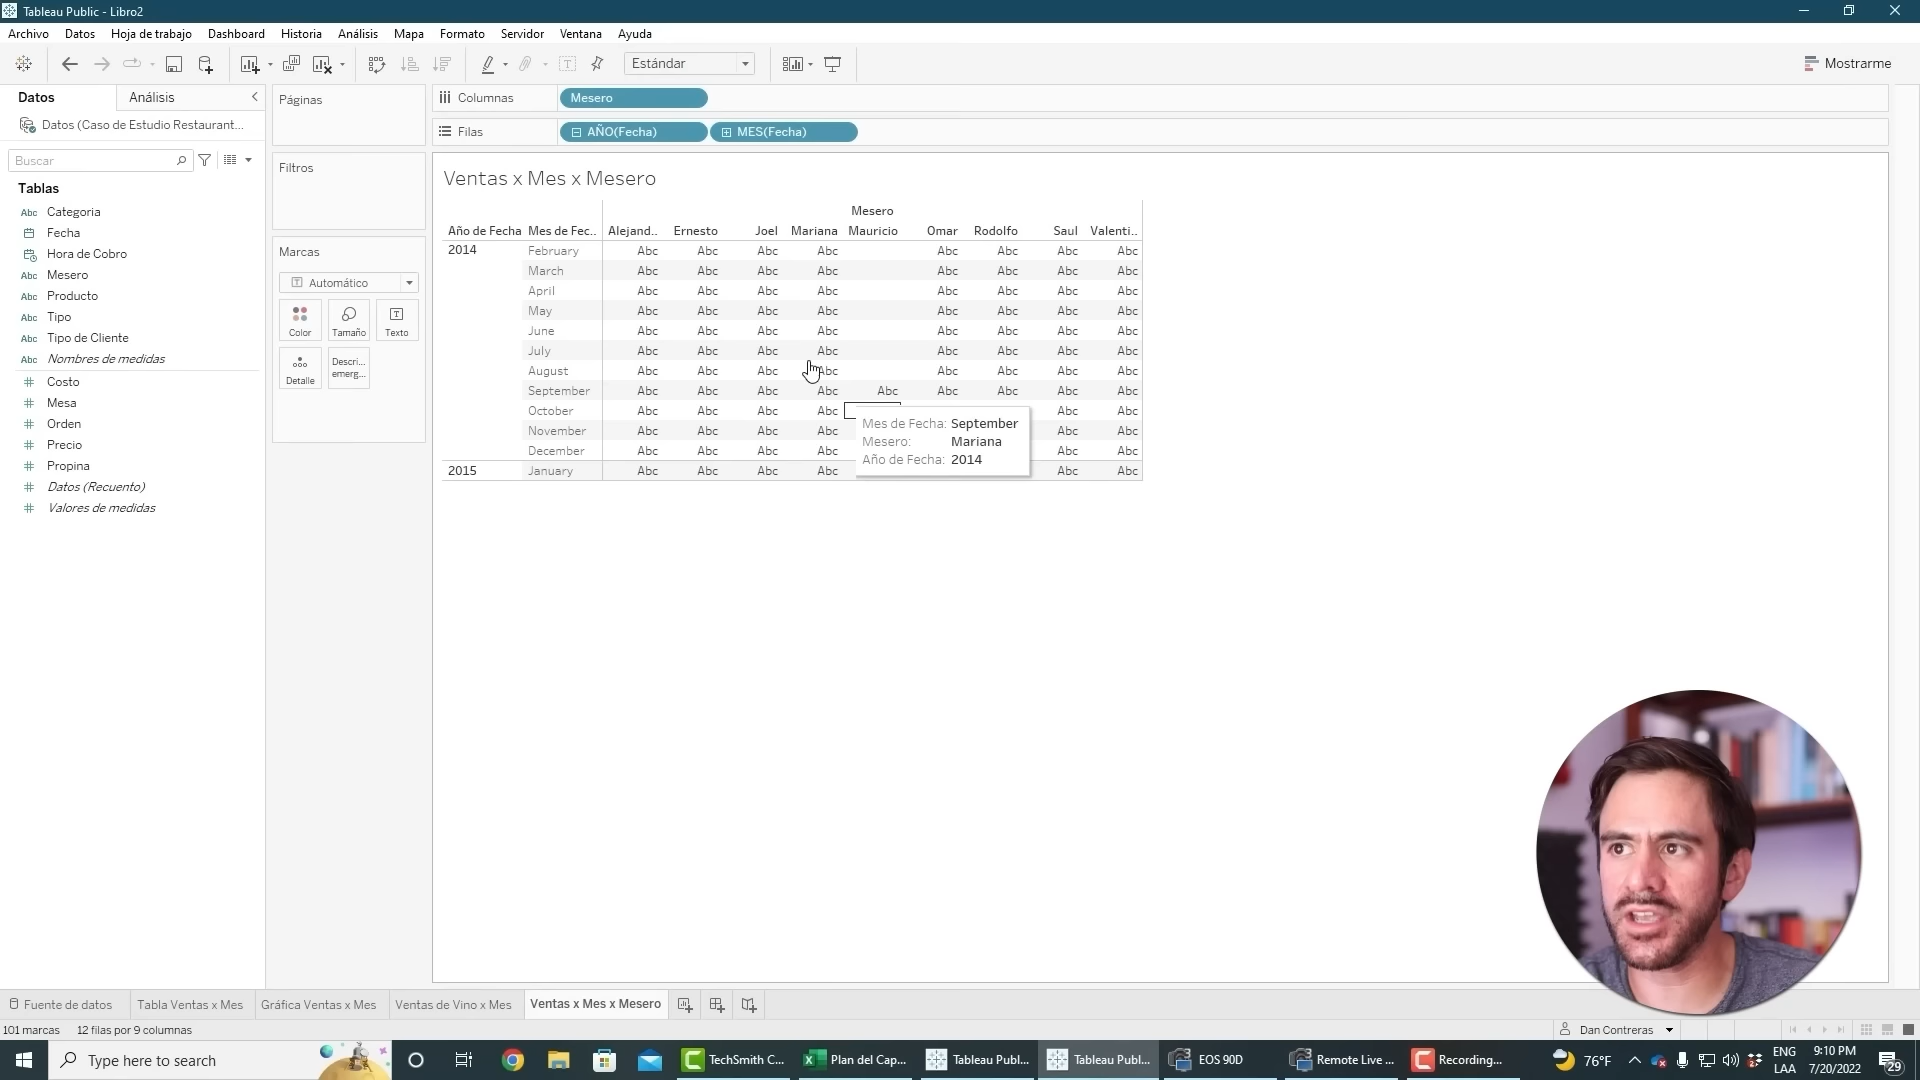 Tableau Public - Libro2
Archivo Datos Hoja de trabajo Dashboard Historia Análisis Mapa Formato Servidor Ventana Ayuda
Estándar
Mostrarme
Datos Análisis
Datos (Caso de Estudio Restaurant...
Buscar
Tablas
Abc Categoria
Fecha
Hora de Cobro
Abc Mesero
Abc Producto
Abc Tipo
Abc Tipo de Cliente
Abc Nombres de medidas
Costo
Mesa
Orden
Precio
Propina
Datos (Recuento)
Valores de medidas
Páginas
Filtros
Marcas
Automático
Color Tamaño Texto
Detalle Descri... emerg...
Columnas Mesero
Filas AÑO(Fecha) MES(Fecha)
Ventas x Mes x Mesero
Mesero
Año de Fecha Mes de Fec.. Alejand.. Ernesto Joel Mariana Mauricio Omar Rodolfo Saul Valenti..
2014 February Abc Abc Abc Abc Abc Abc Abc Abc
March Abc Abc Abc Abc Abc Abc Abc Abc
April Abc Abc Abc Abc Abc Abc Abc Abc
May Abc Abc Abc Abc Abc Abc Abc Abc
June Abc Abc Abc Abc Abc Abc Abc Abc
July Abc Abc Abc Abc Abc Abc Abc Abc
August Abc Abc Abc Abc Abc Abc Abc Abc
September Abc Abc Abc Abc Abc Abc Abc Abc Abc
October Abc Abc Abc Abc Abc Abc
November Abc Abc Abc Abc Abc Abc
December Abc Abc Abc Abc Abc Abc
2015 January Abc Abc Abc Abc Abc Abc
Mes de Fecha: September
Mesero: Mariana
Año de Fecha: 2014
Fuente de datos Tabla Ventas x Mes Gráfica Ventas x Mes Ventas de Vino x Mes Ventas x Mes x Mesero
101 marcas 12 filas por 9 columnas
Dan Contreras
Type here to search
TechSmith C... Plan del Cap... Tableau Publ... Tableau Publ... EOS 90D Remote Live ... Recording...
76°F
ENG
LAA
9:10 PM
7/20/2022
29